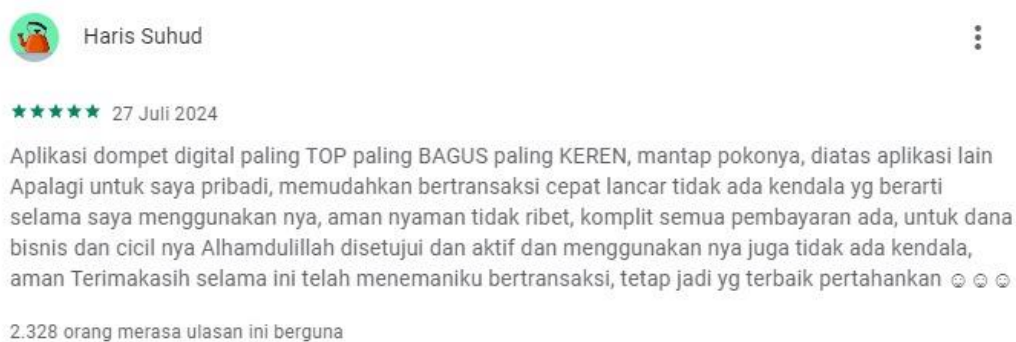 Haris Suhud
27 Juli 2024
Aplikasi dompet digital paling TOP paling BAGUS paling KEREN, mantap pokonya, diatas aplikasi lain
Apalagi untuk saya pribadi, memudahkan bertransaksi cepat lancar tidak ada kendala yg berarti
selama saya menggunakan nya, aman nyaman tidak ribet, komplit semua pembayaran ada, untuk dana
bisnis dan cicil nya Alhamdulillah disetujui dan aktif dan menggunakan nya juga tidak ada kendala,
aman Terimakasih selama ini telah menemaniku bertransaksi, tetap jadi yg terbaik pertahankan ☺☺☺
2.328 orang merasa ulasan ini berguna